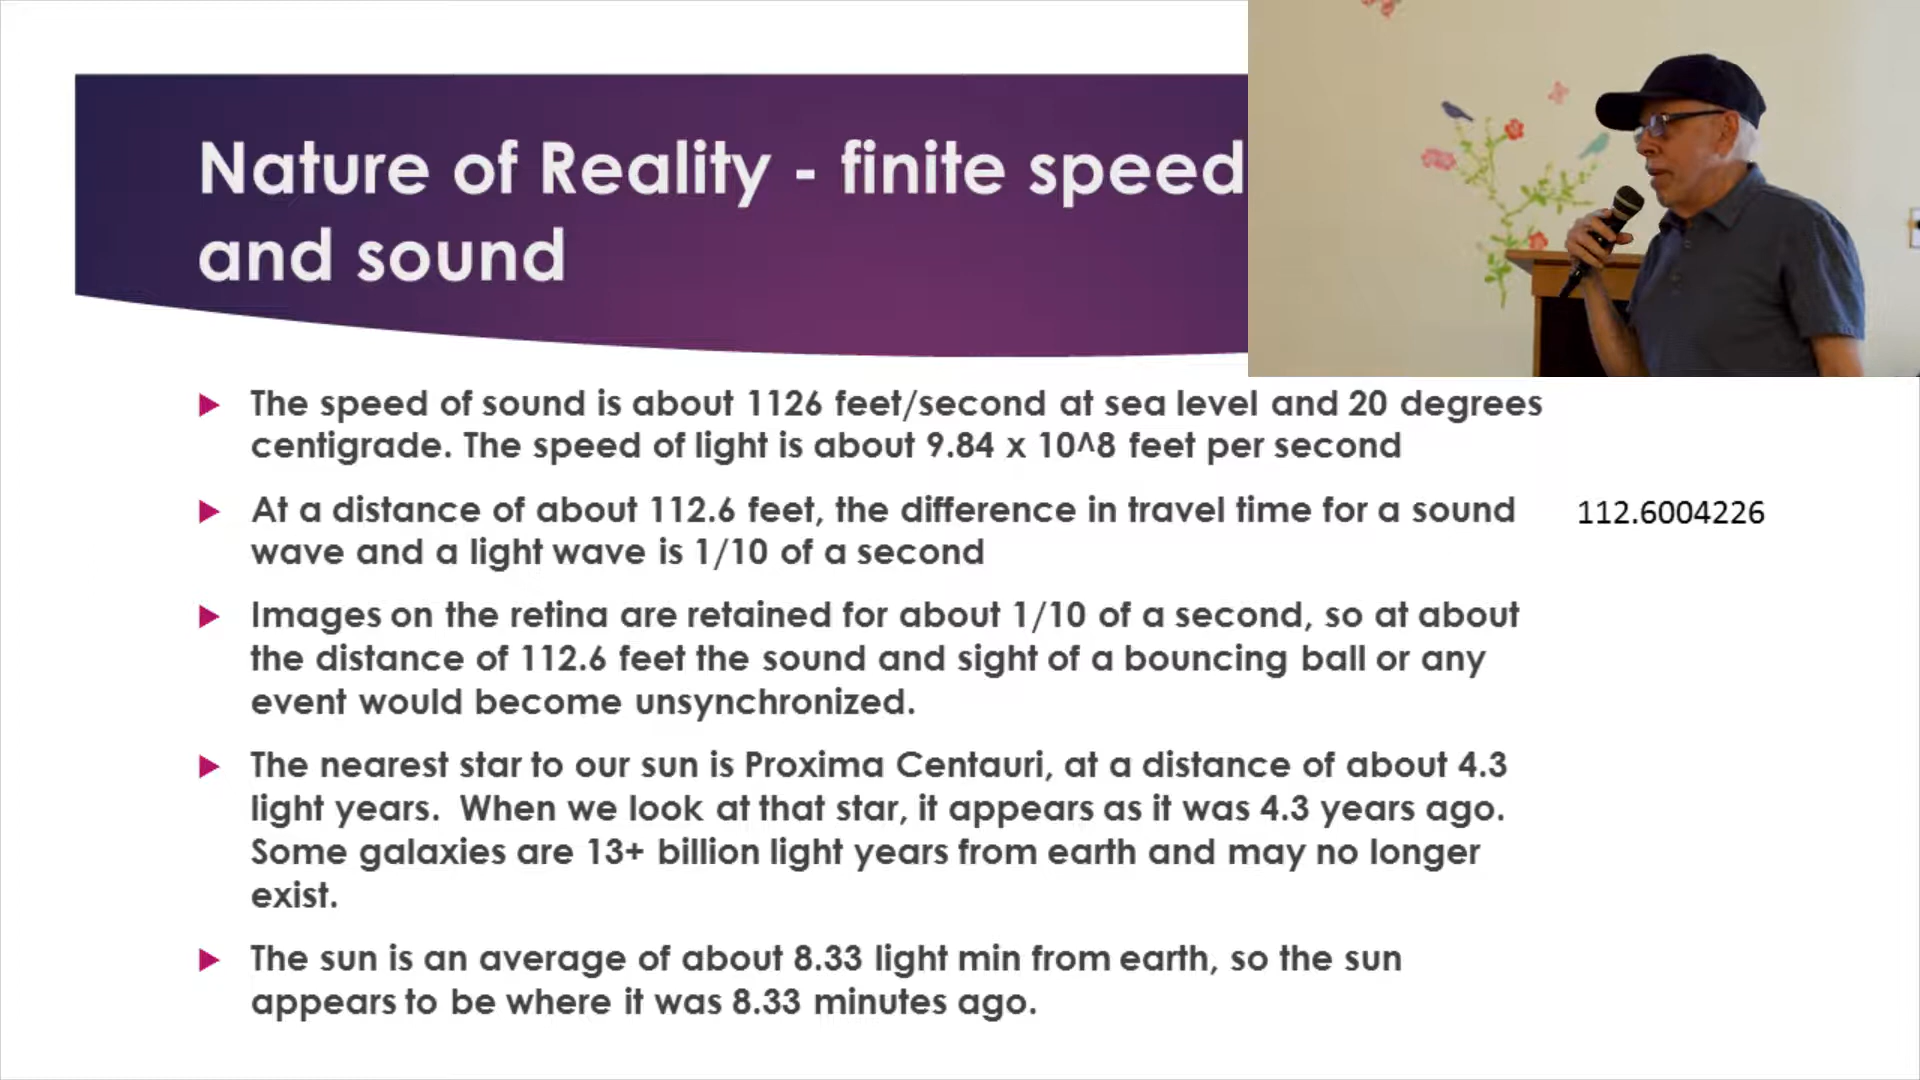 Nature of Reality - finite speed
and sound
The speed of sound is about 1126 feet/second at sea level and 20 degrees
centigrade. The speed of light is about 9.84 x 10^8 feet per second
At a distance of about 112.6 feet, the difference in travel time for a sound
wave and a light wave is 1/10 of a second
112.6004226
Images on the retina are retained for about 1/10 of a second, so at about
the distance of 112.6 feet the sound and sight of a bouncing ball or any
event would become unsynchronized.
The nearest star to our sun is Proxima Centauri, at a distance of about 4.3
light years.  When we look at that star, it appears as it was 4.3 years ago.
Some galaxies are 13+ billion light years from earth and may no longer
exist.
The sun is an average of about 8.33 light min from earth, so the sun
appears to be where it was 8.33 minutes ago.